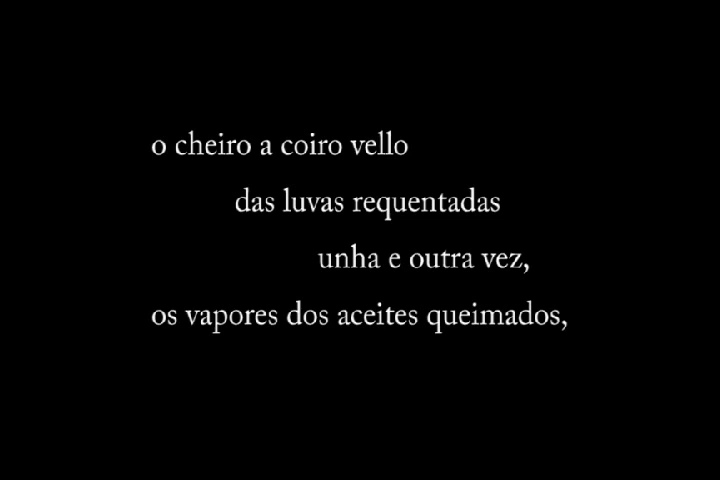 o cheiro a coiro vello
das luvas requentadas
unha e outra vez,
os vapores dos aceites queimados,